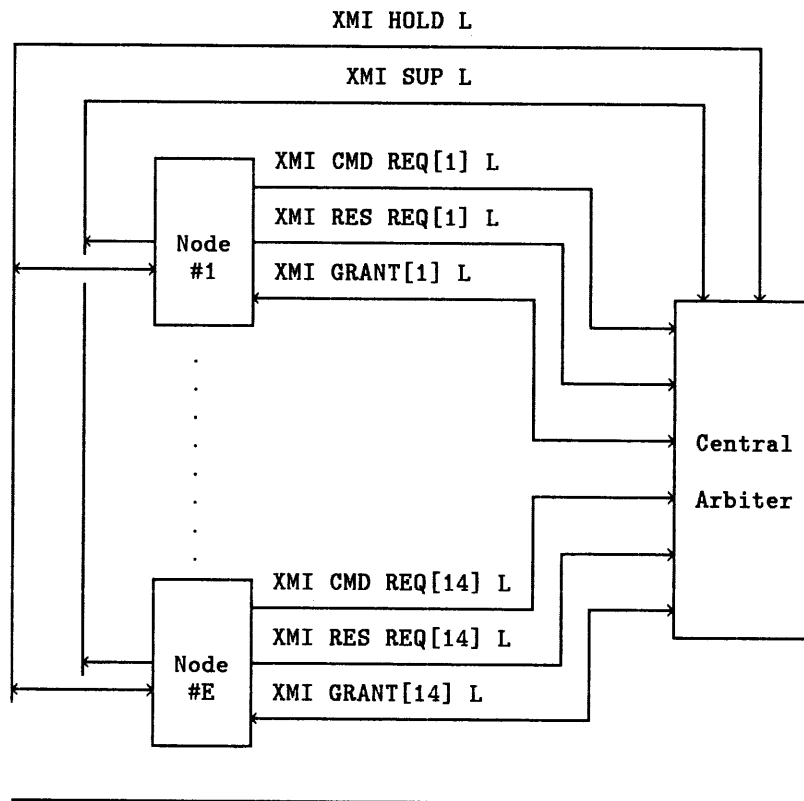 XMI HOLD L
XMI SUP L
XMI CMD REQ[1] L
XMI RES REQ[1] L
Node
#1
XMI GRANT[1] L
Central
Arbiter
XMI CMD REQ[14] L
XMI RES REQ[14] L
Node
#E
XMI GRANT[14] L